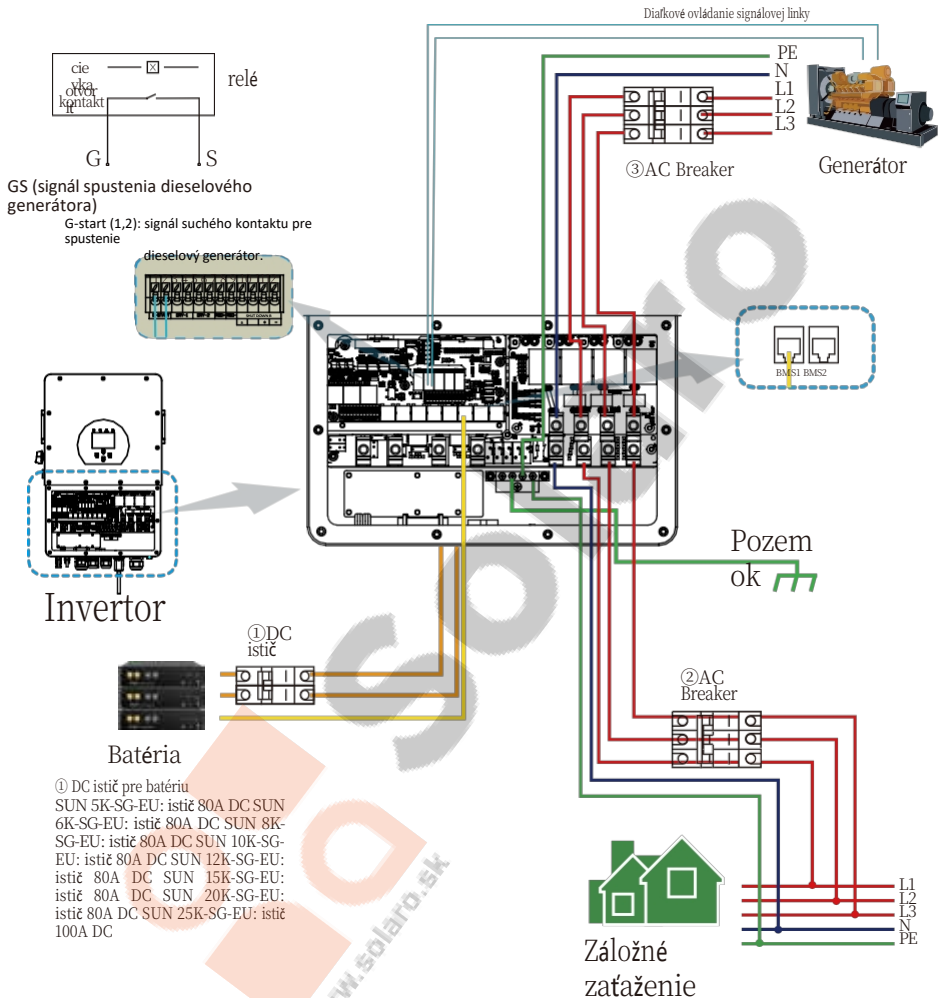 Diaľkové ovládanie signálovej linky
cie
vka
otvor
kontakt
iť
relé
G
S
GS (signál spustenia dieselového
generátora)
G-start (1,2): signál suchého kontaktu pre
spustenie
dieselový generátor.
PE
N
L1
L2
L3
③AC Breaker
Generátor
BMS1 BMS2
Invertor
Pozem
ok
①DC
istič
②AC
Breaker
Batéria
① DC istič pre batériu
SUN 5K-SG-EU: istič 80A DC SUN
6K-SG-EU: istič 80A DC SUN 8K-
SG-EU: istič 80A DC SUN 10K-SG-
EU: istič 80A DC SUN 12K-SG-EU:
istič 80A DC SUN 15K-SG-EU:
istič 80A DC SUN 20K-SG-EU:
istič 80A DC SUN 25K-SG-EU: istič
100A DC
L1
L2
L3
N
PE
Záložné
zaťaženie
Solaro
w.solaro.sk